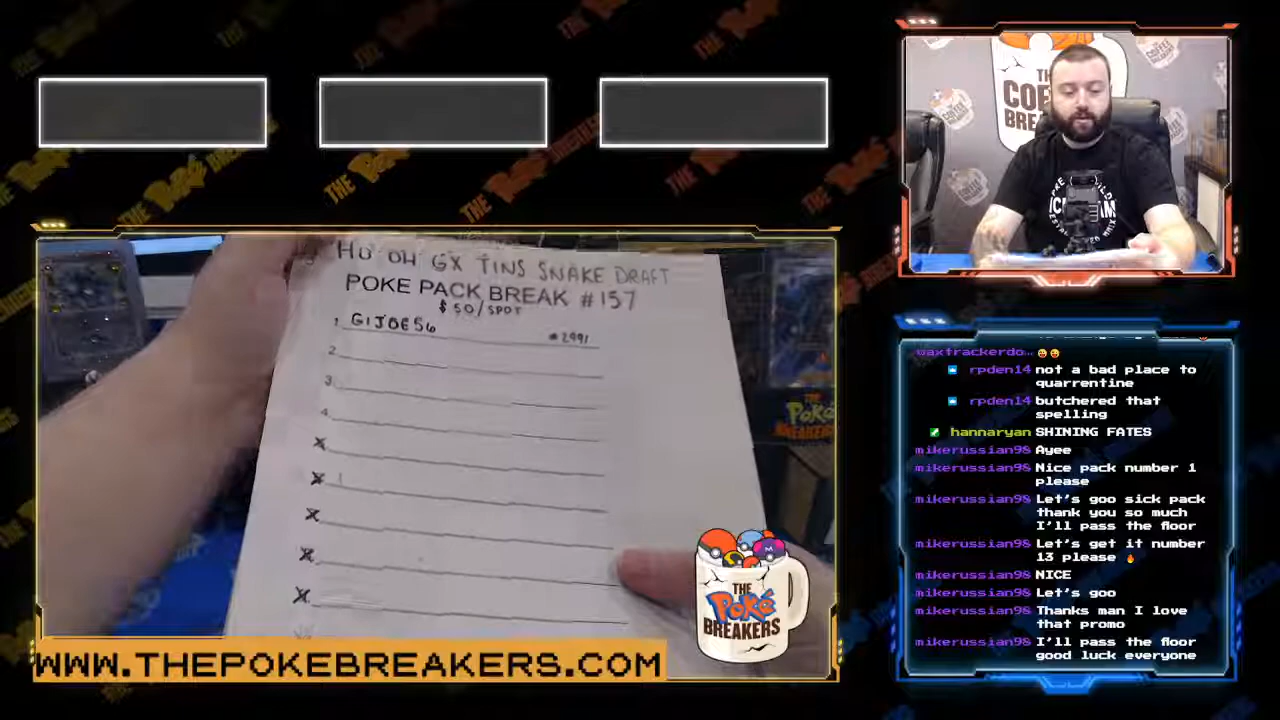 HO OH GX TINS SNAKE DRAFT
POKE PACK BREAK #157
$50/SPOT
1 GIJOE56 #2991
2
3
4
X
X
X
X
X
THE
Poké
BREAKERS
WWW.THEPOKEBREAKERS.COM
THE
COFFEE
BREAKERS
waxtrackerdo...
rpden14 not a bad place to
quarrentine
rpden14 butchered that
spelling
hannaryan SHINING FATES
mikerussian98 Ayee
mikerussian98 Nice pack number 1
please
mikerussian98 Let's goo sick pack
thank you so much
I'll pass the floor
mikerussian98 Let's get it number
13 please
mikerussian98 NICE
mikerussian98 Let's goo
mikerussian98 Thanks man I love
that promo
mikerussian98 I'll pass the floor
good luck everyone